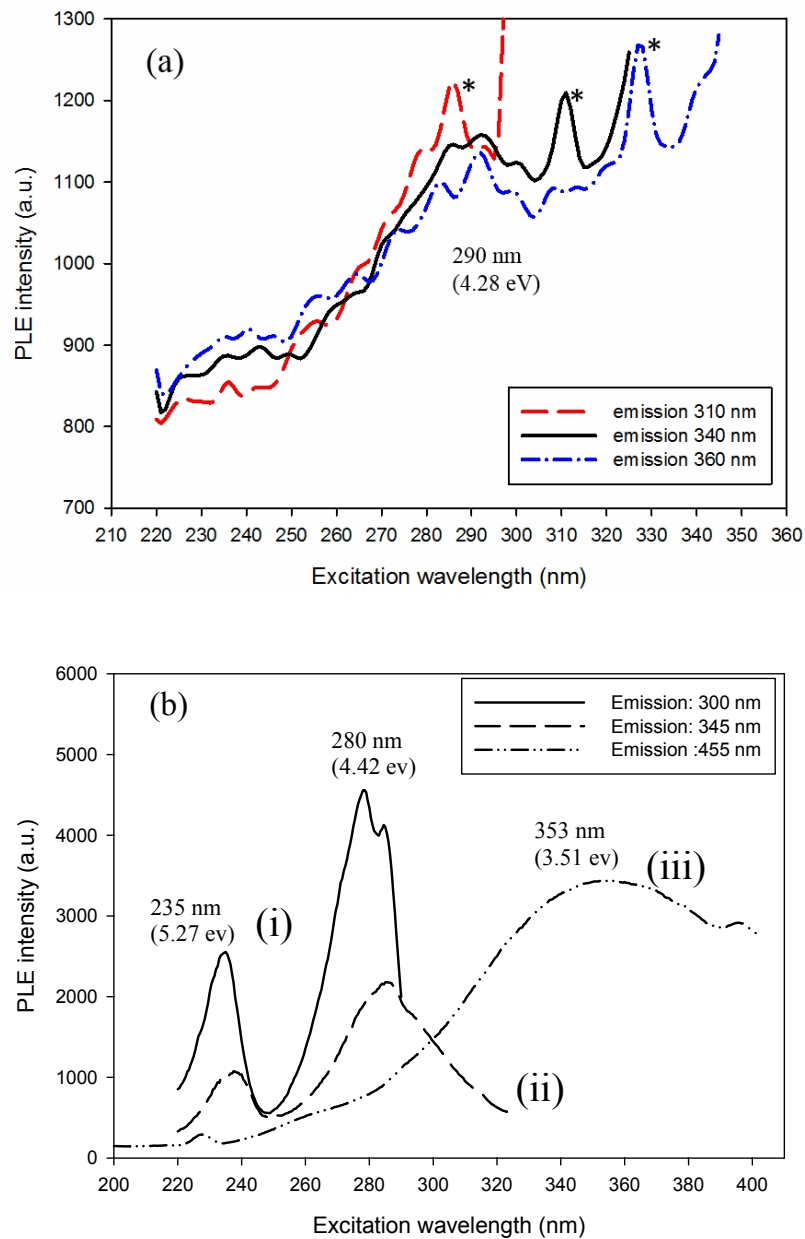 (a)
1300
1200
1100
1000
900
800
700
PLE intensity (a.u.)
*
*
*
290 nm
(4.28 eV)
emission 310 nm
emission 340 nm
emission 360 nm
210 220 230 240 250 260 270 280 290 300 310 320 330 340 350 360
Excitation wavelength (nm)
(b)
6000
5000
4000
3000
2000
1000
0
PLE intensity (a.u.)
Emission: 300 nm
Emission: 345 nm
Emission :455 nm
280 nm
(4.42 ev)
353 nm
(3.51 ev)
(iii)
235 nm
(5.27 ev)
(i)
(ii)
200 220 240 260 280 300 320 340 360 380 400
Excitation wavelength (nm)